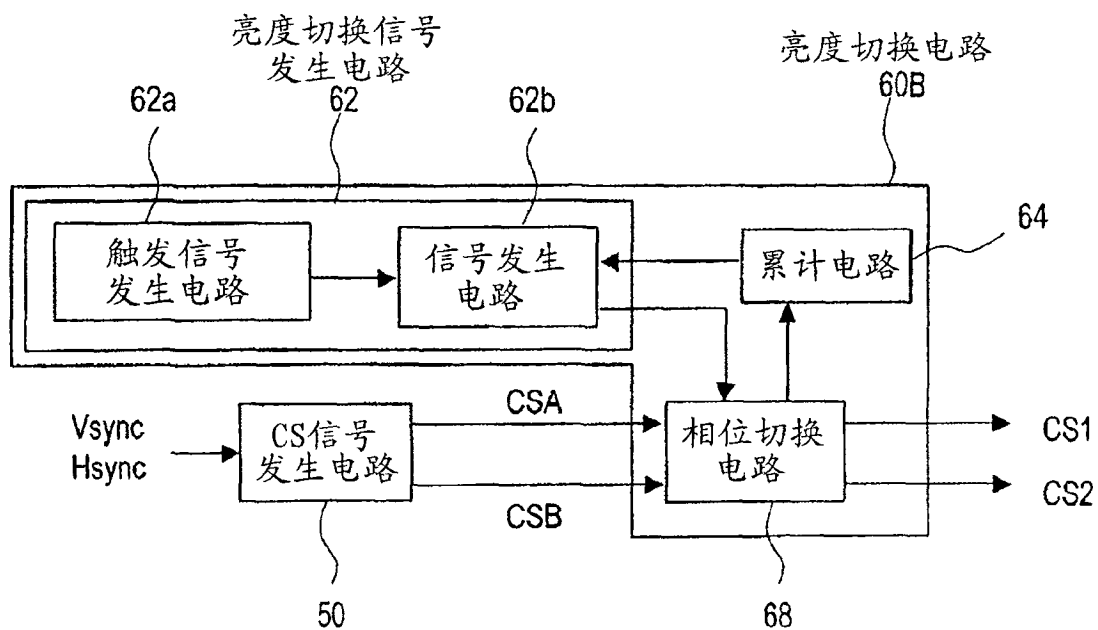 亮度切换信号
发生电路
亮度切换电路
62a
62
62b
60B
64
触发信号
发生电路
信号发生
电路
累计电路
Vsync
Hsync
CS信号
发生电路
CSA
CSB
相位切换
电路
CS1
CS2
50
68